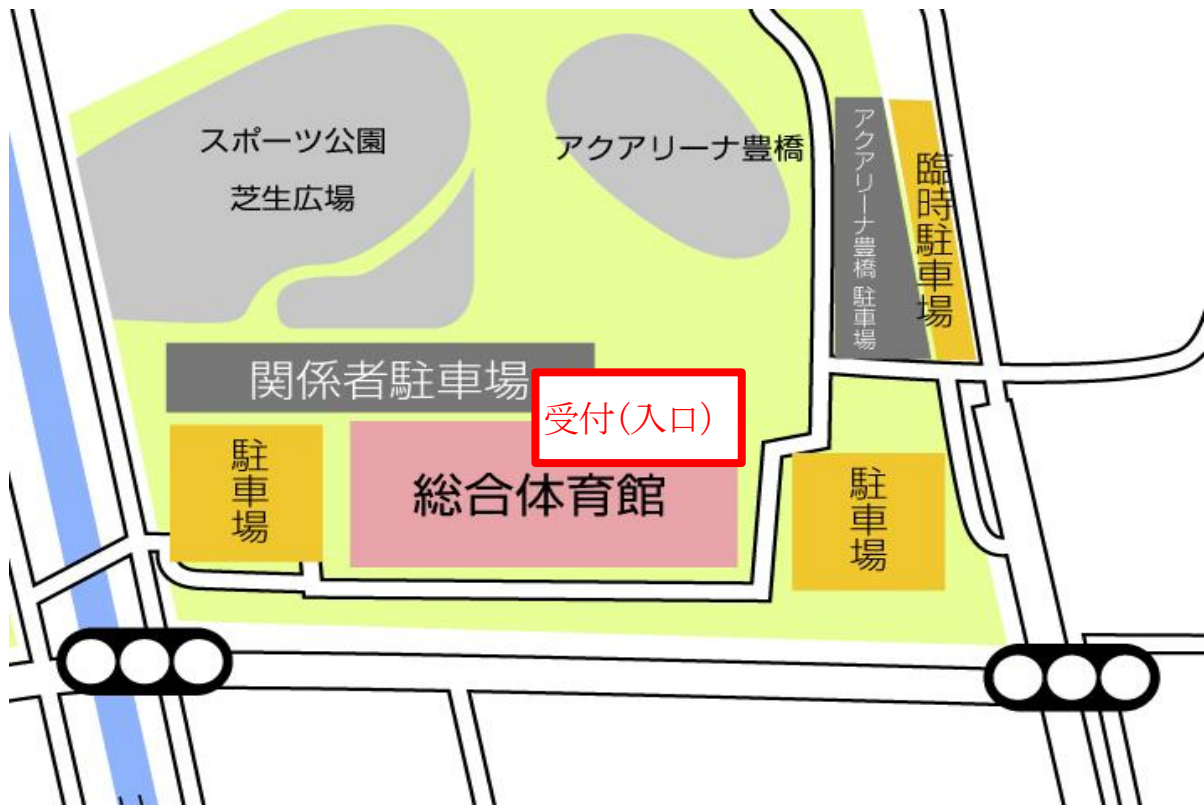 スポーツ公園
芝生広場
アクアリーナ豊橋
アクアリーナ豊橋 駐車場
臨時駐車場
関係者駐車場
受付(入口)
駐車場
総合体育館
駐車場